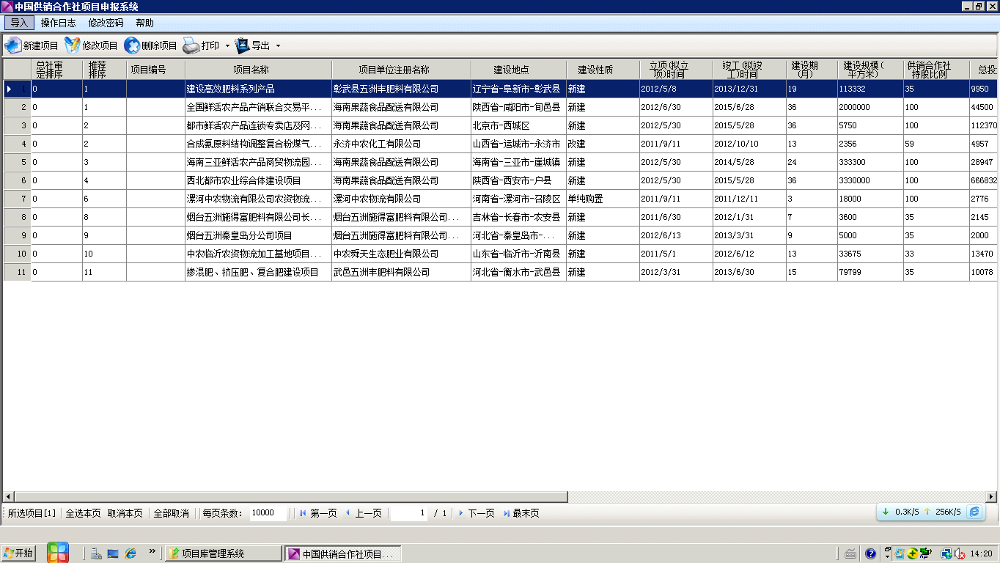 中国供销合作社项目申报系统
导入 操作日志 修改密码 帮助
新建项目 修改项目 删除项目 打印 导出
总社审定排序 推荐排序 项目编号 项目名称 项目单位注册名称 建设地点 建设性质 立项(拟立项)时间 竣工(拟竣工)时间 建设期(月) 建设规模(平方米) 供销合作社持股比例 总投
1 0 1 建设高效肥料系列产品 彰武县五洲丰肥料有限公司 辽宁省-阜新市-彰武县 新建 2012/5/8 2013/12/31 19 113332 35 9950
2 0 1 全国鲜活农产品产销联合交易平... 海南果蔬食品配送有限公司 陕西省-咸阳市-旬邑县 新建 2012/6/30 2015/6/28 36 2000000 100 44500
3 0 2 都市鲜活农产品连锁专卖店及网... 海南果蔬食品配送有限公司 北京市-西城区 新建 2012/5/30 2015/5/28 36 5750 100 112370
4 0 2 合成氨原料结构调整复合粉煤气... 永济中农化工有限公司 山西省-运城市-永济市 改建 2011/9/11 2012/10/10 13 2356 59 4957
5 0 3 海南三亚鲜活农产品商贸物流园... 海南果蔬食品配送有限公司 海南省-三亚市-崖城镇 新建 2012/5/30 2014/5/28 24 333300 100 28947
6 0 4 西北都市农业综合体建设项目 海南果蔬食品配送有限公司 陕西省-西安市-户县 新建 2012/5/30 2015/5/28 36 3330000 100 666832
7 0 6 漯河中农物流有限公司农资物流... 漯河中农物流有限公司 河南省-漯河市-召陵区 单纯购置 2011/9/11 2011/12/11 3 18000 100 2776
8 0 8 烟台五洲施得富肥料有限公司长... 烟台五洲施得富肥料有限公司... 吉林省-长春市-农安县 新建 2011/6/30 2012/1/31 7 3600 35 2145
9 0 9 烟台五洲秦皇岛分公司项目 烟台五洲施得富肥料有限公司... 河北省-秦皇岛市-... 新建 2012/6/13 2013/3/31 9 5000 35 2000
10 0 10 中农临沂农资物流加工基地项目... 中农舜天生态肥业有限公司 山东省-临沂市-沂南县 新建 2011/5/1 2012/6/12 13 33675 33 13470
11 0 11 掺混肥、挤压肥、复合肥建设项目 武邑五洲丰肥料有限公司 河北省-衡水市-武邑县 新建 2012/3/31 2013/6/30 15 79799 35 10078
所选项目[1] 全选本页 取消本页 全部取消 每页条数: 10000 第一页 上一页 1 / 1 下一页 最末页 0.3K/S 256K/S
开始 项目库管理系统 中国供销合作社项目... 14:20